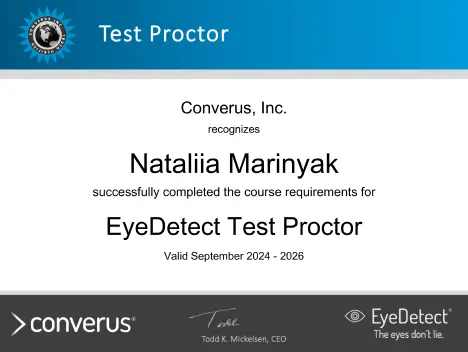 Test Proctor
Converus, Inc.
recognizes
Nataliia Marinyak
successfully completed the course requirements for
EyeDetect Test Proctor
Valid September 2024 - 2026
converus®
Todd K. Mickelsen, CEO
EyeDetect®
The eyes don't lie.